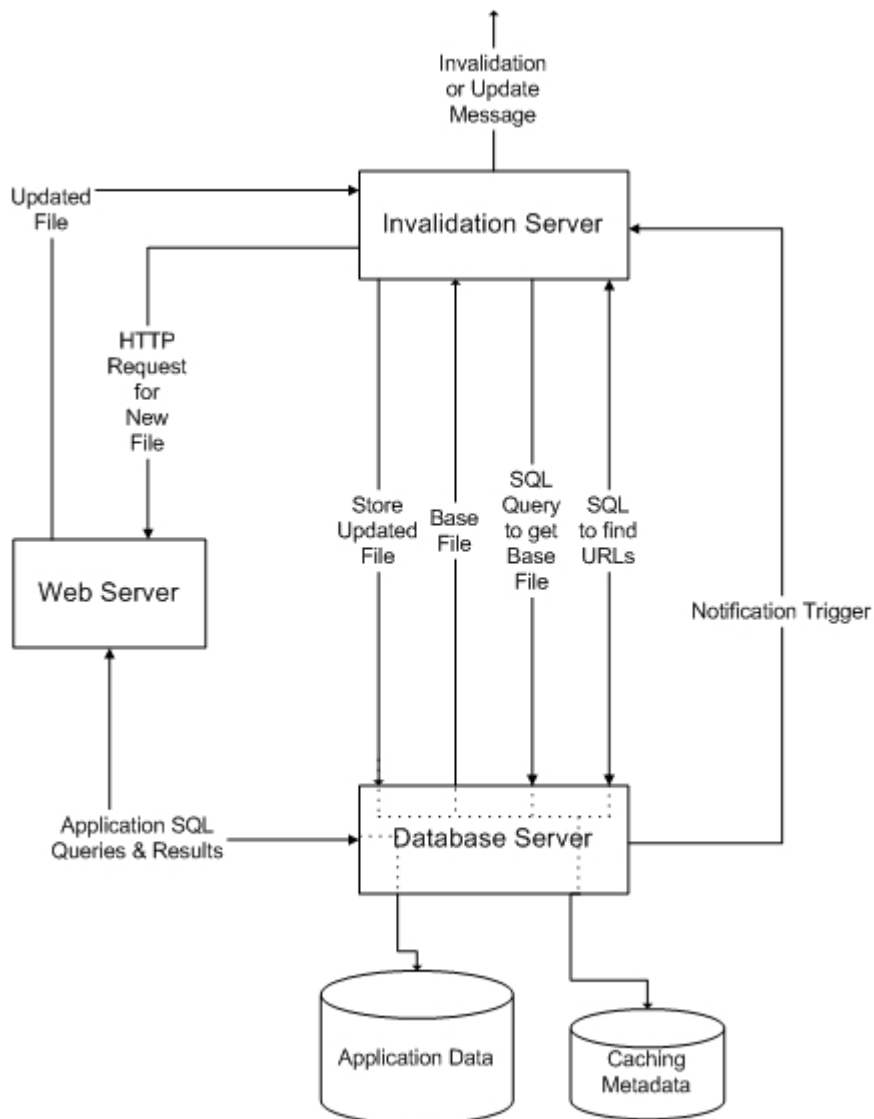 Invalidation
or Update
Message
Updated
File
Invalidation Server
HTTP
Request
for
New
File
Store
Updated
File
Base
File
SQL
Query
to get
Base
File
SQL
to find
URLs
Web Server
Notification Trigger
Application SQL
Queries & Results
Database Server
Application Data
Caching
Metadata